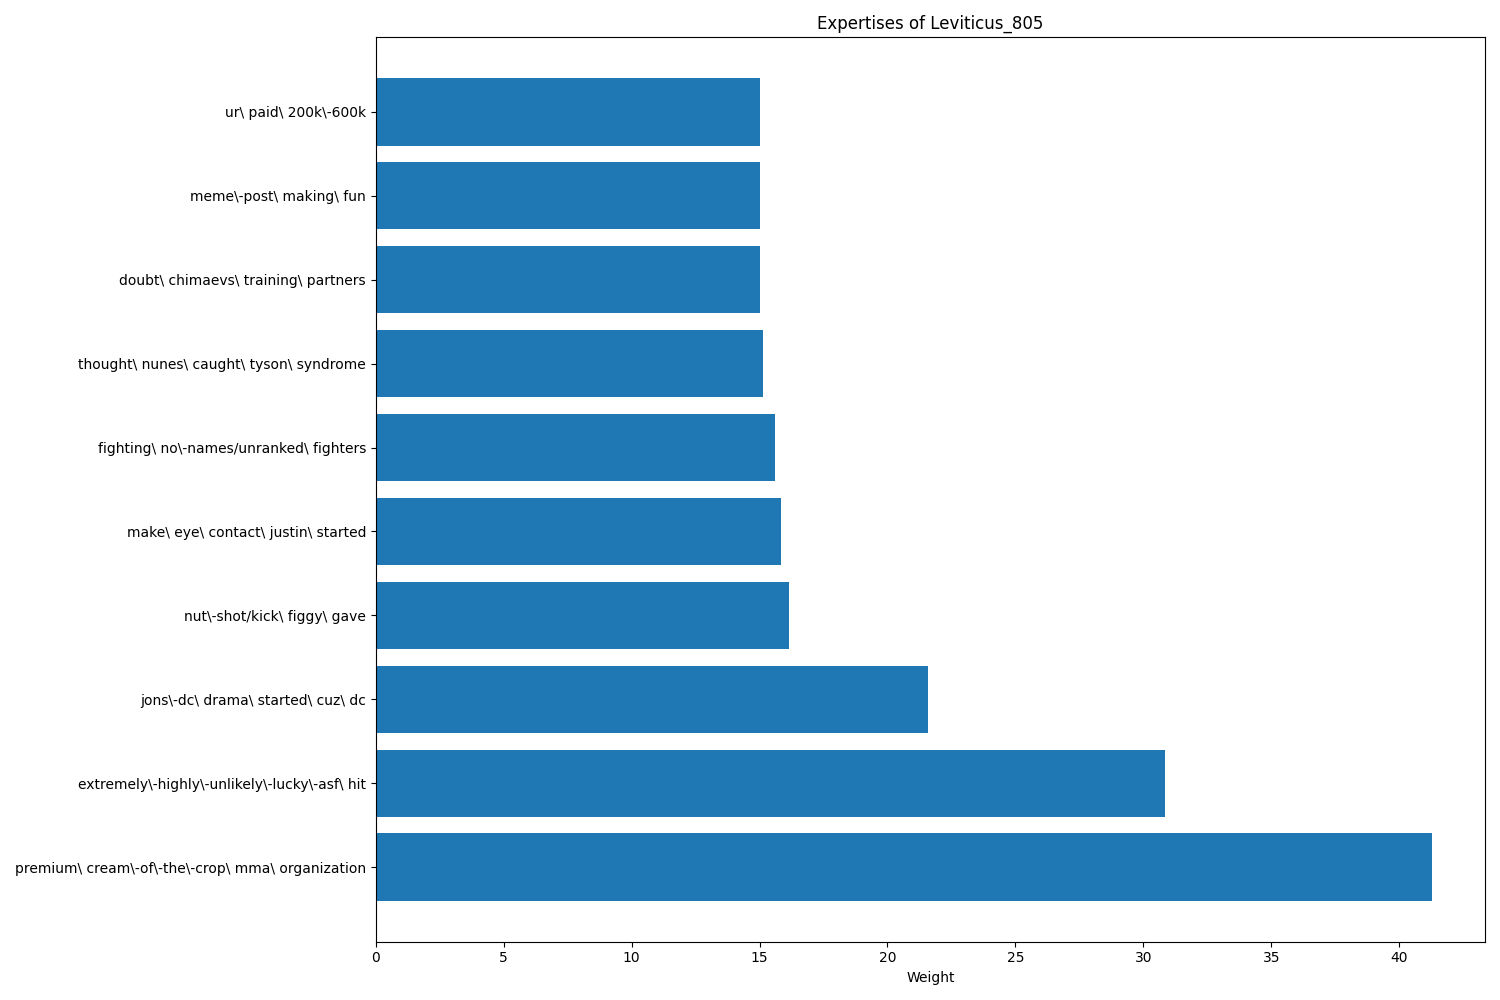 Expertises of Leviticus_805
ur\ paid\ 200k\-600k
meme\-post\ making\ fun
doubt\ chimaevs\ training\ partners
thought\ nunes\ caught\ tyson\ syndrome
fighting\ no\-names/unranked\ fighters
make\ eye\ contact\ justin\ started
nut\-shot/kick\ figgy\ gave
jons\-dc\ drama\ started\ cuz\ dc
extremely\-highly\-unlikely\-lucky\-asf\ hit
premium\ cream\-of\-the\-crop\ mma\ organization
0 5 10 15 20 25 30 35 40
Weight